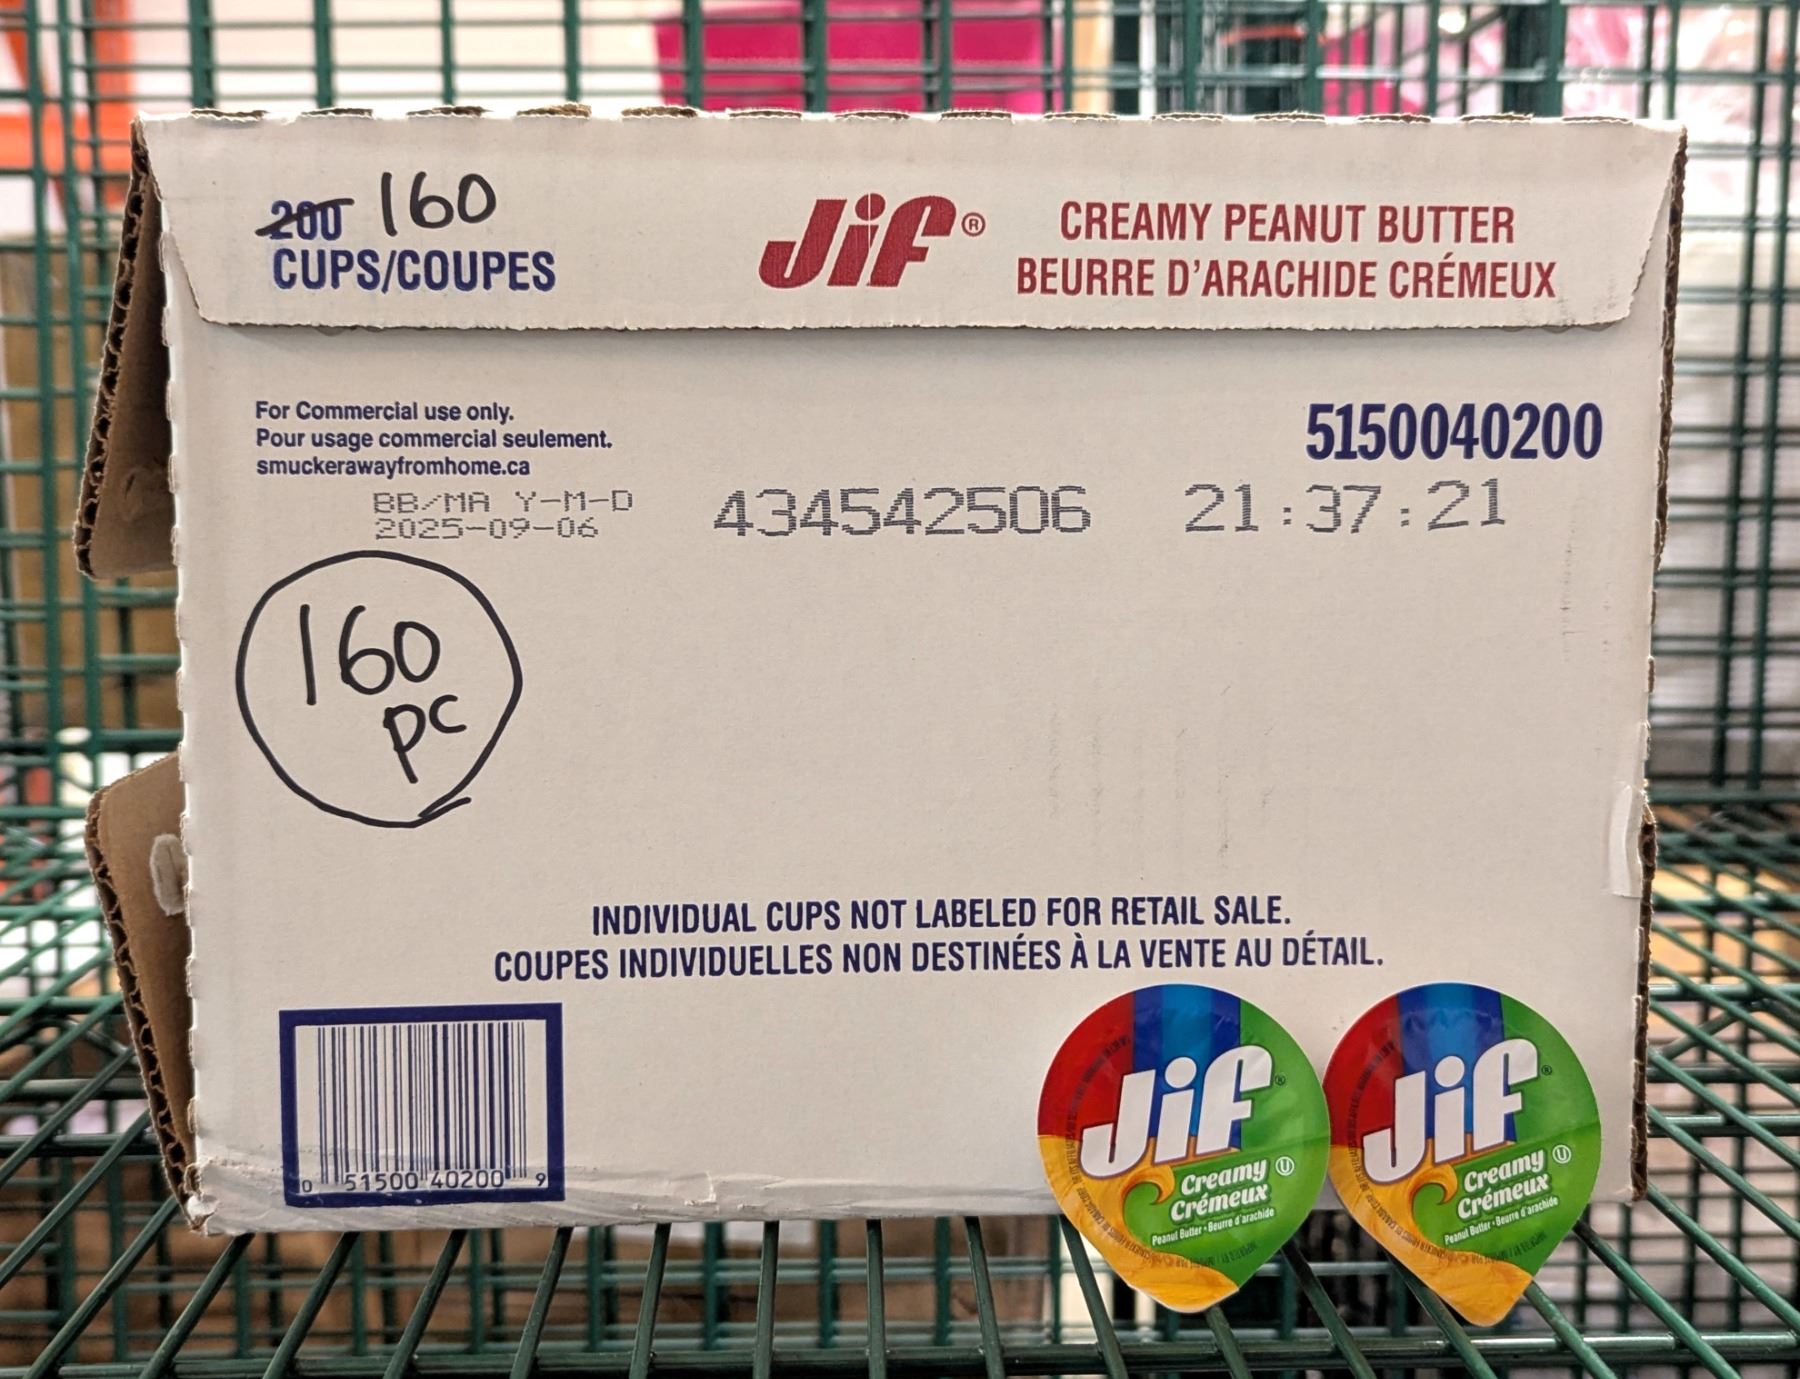 200 160
CUPS/COUPES
Jif®
CREAMY PEANUT BUTTER
BEURRE D'ARACHIDE CRÉMEUX
For Commercial use only.
Pour usage commercial seulement.
smuckerawayfromhome.ca
5150040200
BB/MA Y-M-D
2025-09-06
434542506
21:37:21
160
pc
INDIVIDUAL CUPS NOT LABELED FOR RETAIL SALE.
COUPES INDIVIDUELLES NON DESTINÉES À LA VENTE AU DÉTAIL.
0 51500 40200 9
Jif®
Creamy
Crémeux
Peanut Butter • Beurre d'arachide
Jif®
Creamy
Crémeux
Peanut Butter • Beurre d'arachide